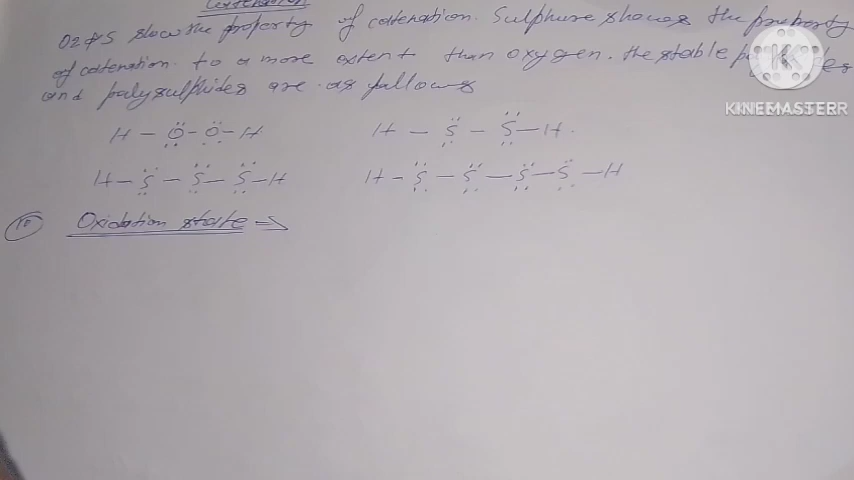 O2 & S show the property of catenation. Sulphure shows the property
of catenation to a more extent than oxygen. The stable
and polysulphides are as follows
H - O - O - H
H - S - S - H
H - S - S - S - H
H - S - S - S - S - H
10 Oxidation state ⇒
KINEMASTER